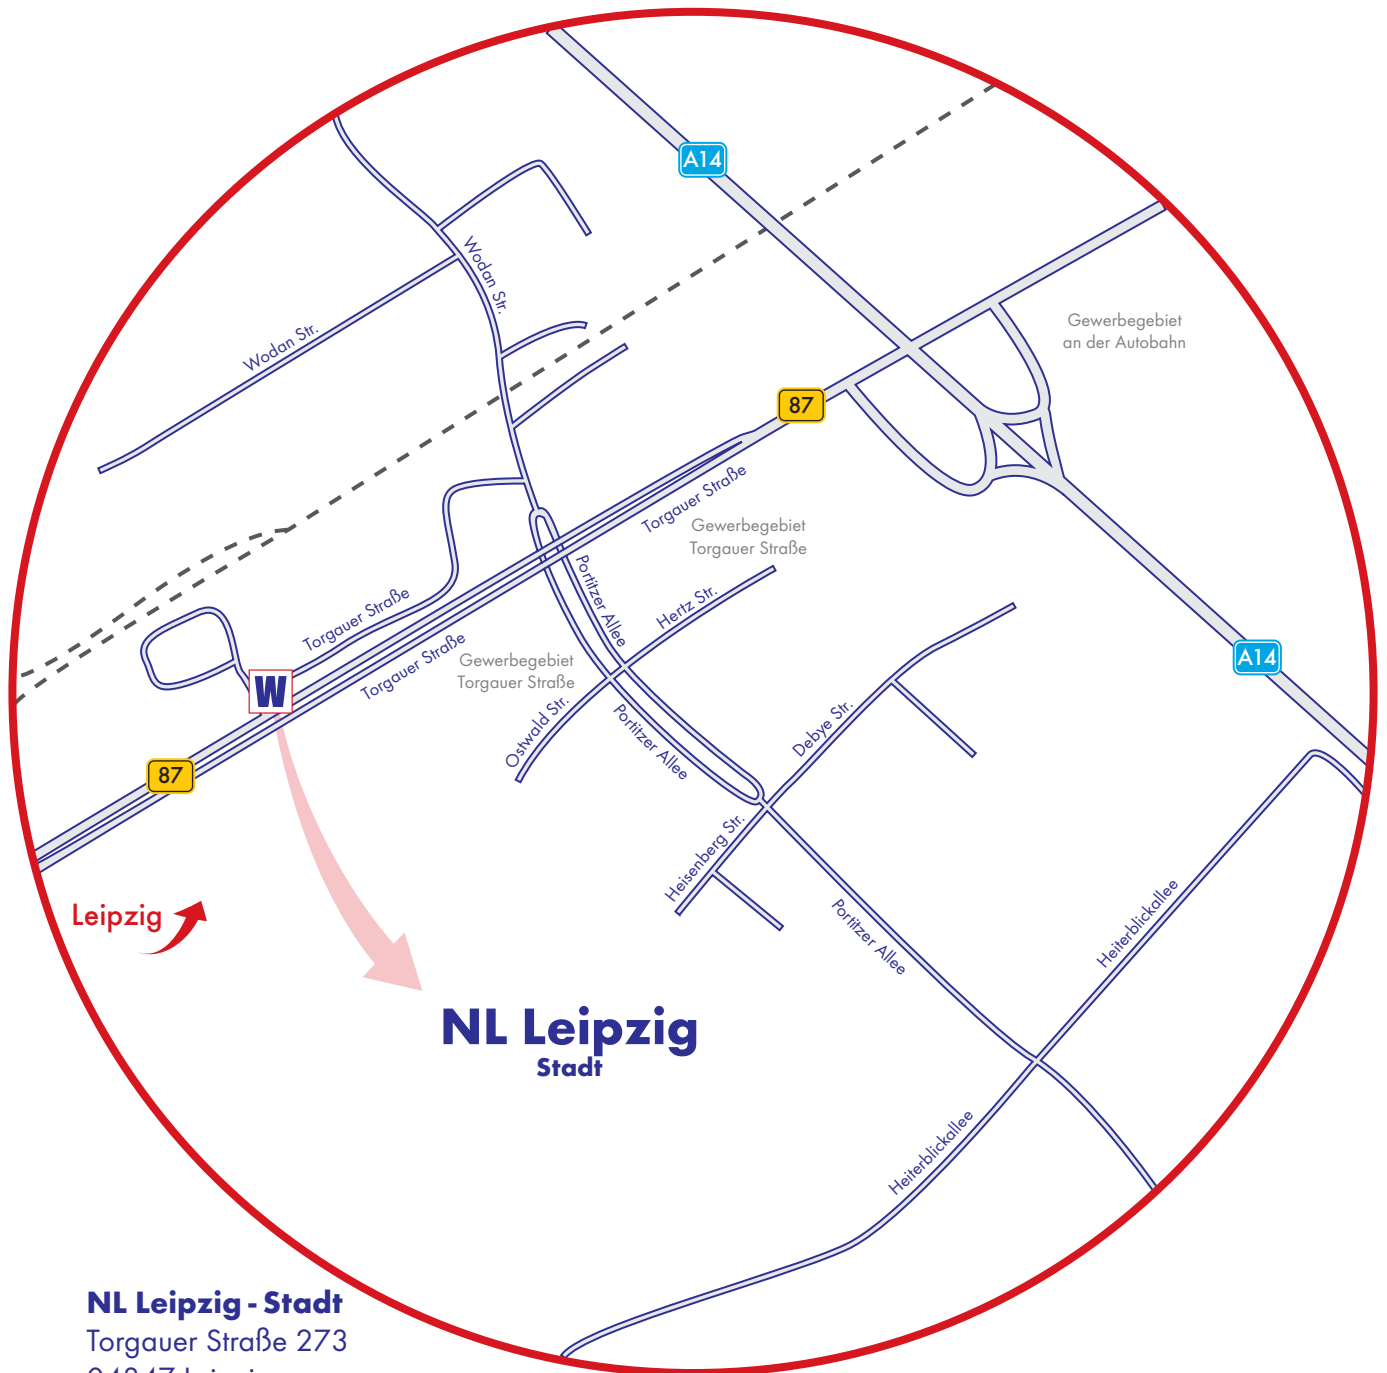 A14
Wodan Str.
Wodan Str.
Gewerbegebiet
an der Autobahn
87
Torgauer Straße
Gewerbegebiet
Torgauer Straße
Portitzer Allee
Hertz Str.
Torgauer Straße
Torgauer Straße
Gewerbegebiet
Torgauer Straße
A14
W
Ostwald Str.
Portitzer Allee
Debye Str.
87
Heisenberg Str.
Leipzig
Portitzer Allee
Heiterblickallee
NL Leipzig
Stadt
Heiterblickallee
NL Leipzig - Stadt
Torgauer Straße 273